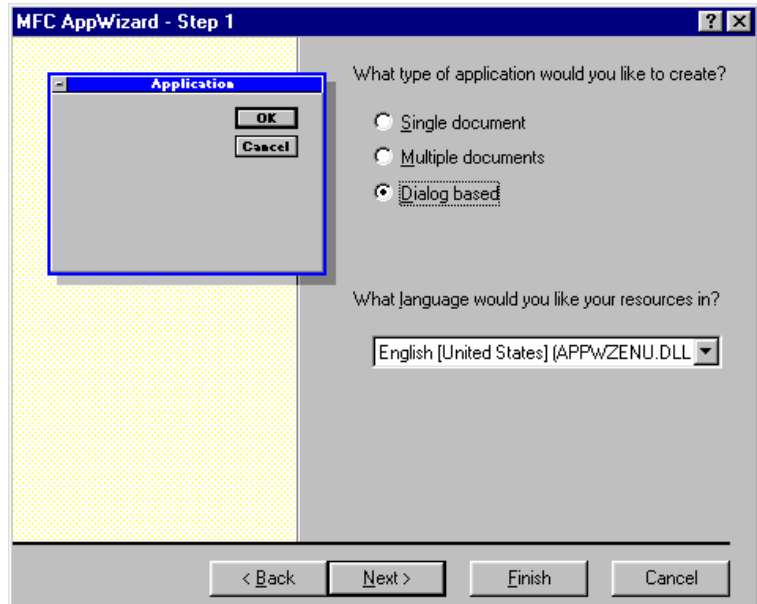 MFC AppWizard - Step 1
Application
OK
Cancel
What type of application would you like to create?
Single document
Multiple documents
Dialog based
What language would you like your resources in?
English [United States] (APPWZENU.DLL
< Back Next > Finish Cancel